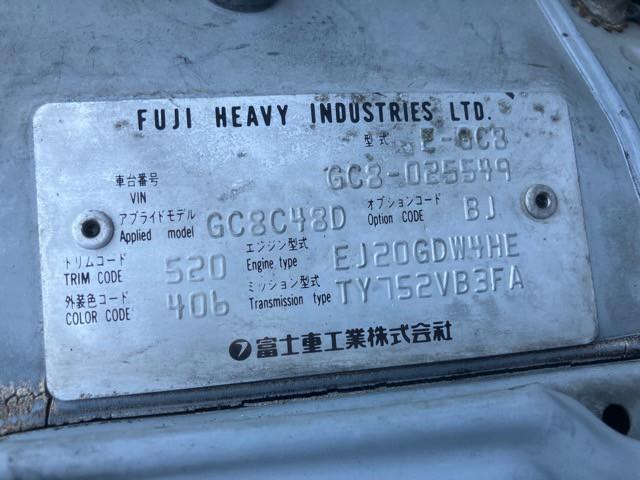 FUJI HEAVY INDUSTRIES LTD.
型式 E-GC8
車台番号 VIN GC8-025549
アプライドモデル Applied model GC8C48D オプションコード Option CODE BJ
トリムコード TRIM CODE 520 エンジン型式 Engine type EJ20GDW4HE
外装色コード COLOR CODE 406 ミッション型式 Transmission type TY752VB3FA
富士重工業株式会社